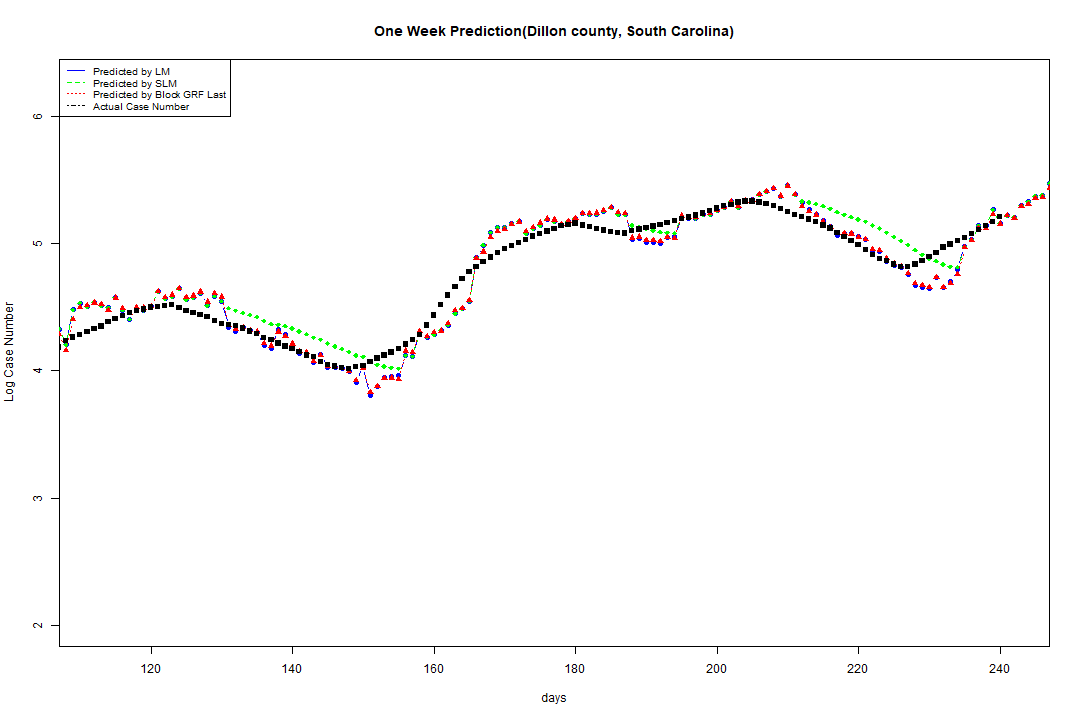 One Week Prediction(Dillon county, South Carolina)
Predicted by LM
Predicted by SLM
Predicted by Block GRF Last
Actual Case Number
Log Case Number
6
5
4
3
2
120 140 160 180 200 220 240
days